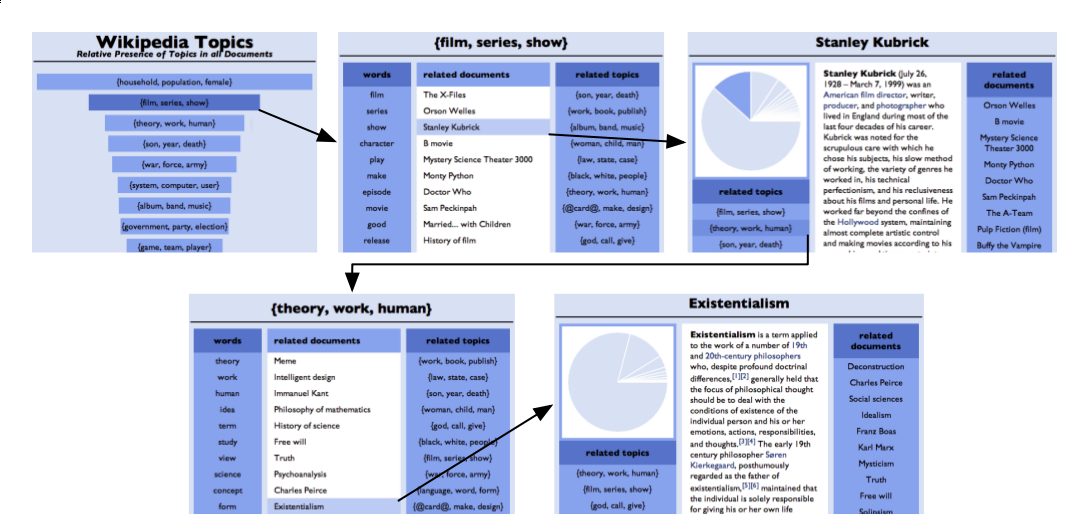 Wikipedia Topics
Relative Presence of Topics in all Documents
{household, population, female}
{film, series, show}
{theory, work, human}
{son, year, death}
{war, force, army}
{system, computer, user}
{album, band, music}
{government, party, election}
{game, team, player}
{film, series, show}
words
film
series
show
character
play
make
episode
movie
good
release
related documents
The X-Files
Orson Welles
Stanley Kubrick
B movie
Mystery Science Theater 3000
Monty Python
Doctor Who
Sam Peckinpah
Married... with Children
History of film
related topics
{son, year, death}
{work, book, publish}
{album, band, music}
{woman, child, man}
{law, state, case}
{black, white, people}
{theory, work, human}
{@card@, make, design}
{war, force, army}
{god, call, give}
Stanley Kubrick
related topics
{film, series, show}
{theory, work, human}
{son, year, death}
Stanley Kubrick (July 26,
1928 – March 7, 1999) was an
American film director, writer,
producer, and photographer who
lived in England during most of the
last four decades of his career.
Kubrick was noted for the
scrupulous care with which he
chose his subjects, his slow method
of working, the variety of genres he
worked in, his technical
perfectionism, and his reclusiveness
about his films and personal life. He
worked far beyond the confines of
the Hollywood system, maintaining
almost complete artistic control
and making movies according to his
related
documents
Orson Welles
B movie
Mystery Science
Theater 3000
Monty Python
Doctor Who
Sam Peckinpah
The A-Team
Pulp Fiction (film)
Buffy the Vampire
{theory, work, human}
words
theory
work
human
idea
term
study
view
science
concept
form
related documents
Meme
Intelligent design
Immanuel Kant
Philosophy of mathematics
History of science
Free will
Truth
Psychoanalysis
Charles Peirce
Existentialism
related topics
{work, book, publish}
{law, state, case}
{son, year, death}
{woman, child, man}
{god, call, give}
{black, white, people}
{film, series, show}
{war, force, army}
{language, word, form}
{@card@, make, design}
Existentialism
related topics
{theory, work, human}
{film, series, show}
{god, call, give}
Existentialism is a term applied
to the work of a number of 19th
and 20th-century philosophers
who, despite profound doctrinal
differences,[1][2] generally held that
the focus of philosophical thought
should be to deal with the
conditions of existence of the
individual person and his or her
emotions, actions, responsibilities,
and thoughts.[3][4] The early 19th
century philosopher Søren
Kierkegaard, posthumously
regarded as the father of
existentialism,[5][6] maintained that
the individual is solely responsible
for giving his or her own life
related
documents
Deconstruction
Charles Peirce
Social sciences
Idealism
Franz Boas
Karl Marx
Mysticism
Truth
Free will
Solipsism